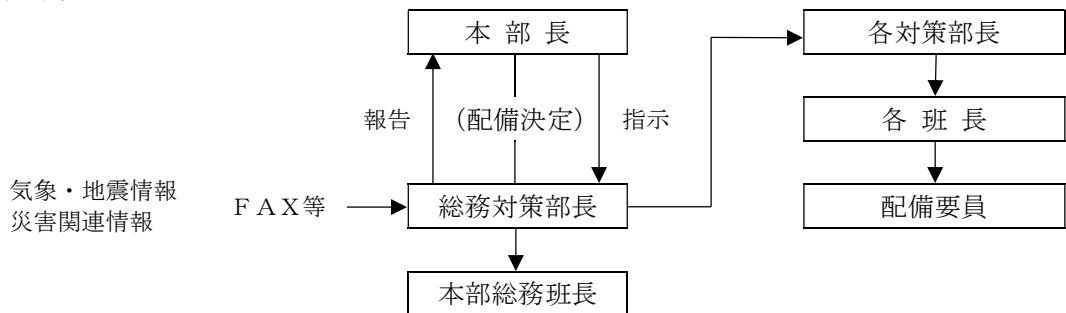 本 部 長
各対策部長
報告
(配備決定)
指示
各 班 長
気象・地震情報
災害関連情報
ＦＡＸ等
総務対策部長
配備要員
本部総務班長